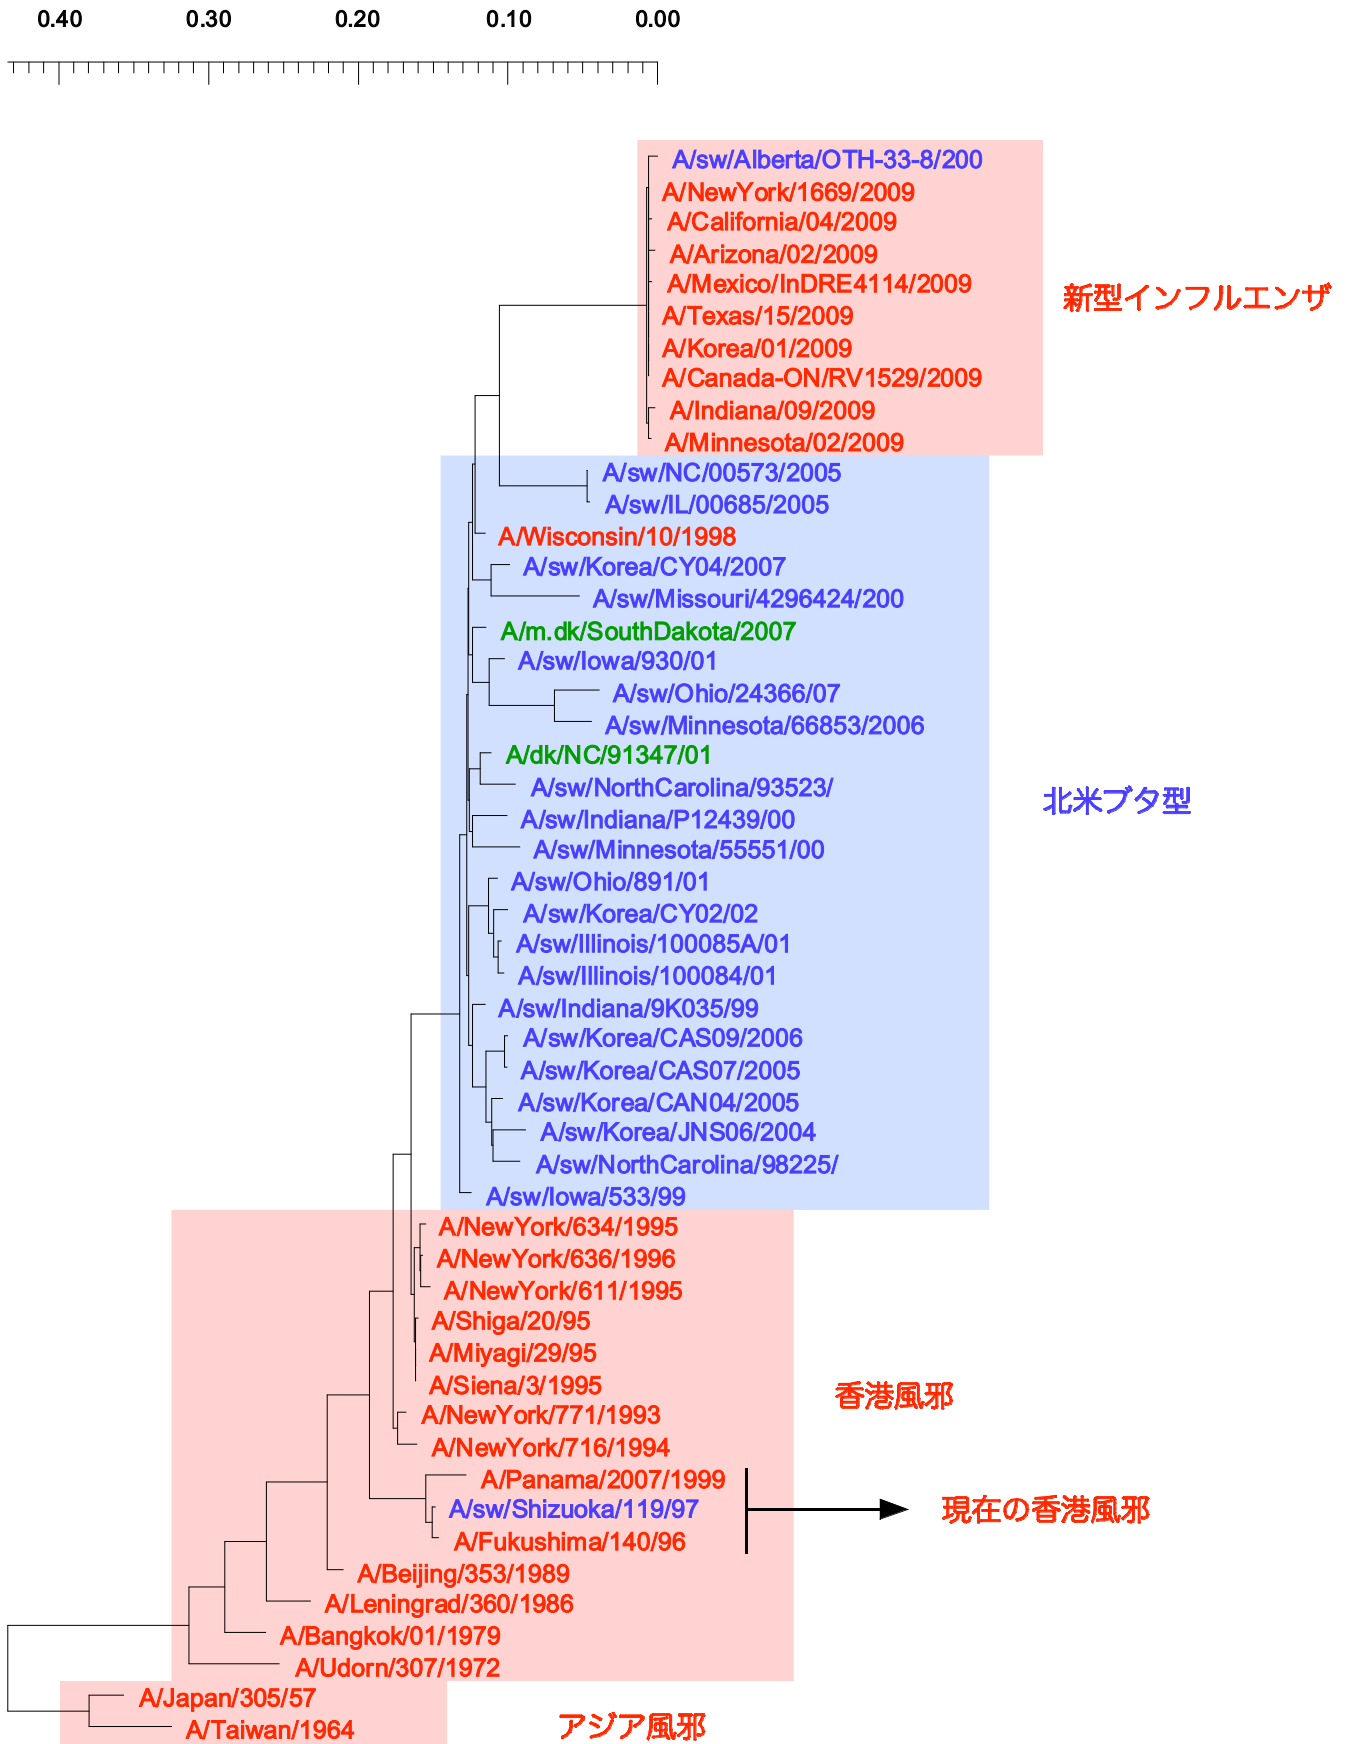 0.40 0.30 0.20 0.10 0.00
A/sw/Alberta/OTH-33-8/200
A/NewYork/1669/2009
A/California/04/2009
A/Arizona/02/2009
A/Mexico/InDRE4114/2009
新型インフルエンザ
A/Texas/15/2009
A/Korea/01/2009
A/Canada-ON/RV1529/2009
A/Indiana/09/2009
A/Minnesota/02/2009
A/sw/NC/00573/2005
A/sw/IL/00685/2005
A/Wisconsin/10/1998
A/sw/Korea/CY04/2007
A/sw/Missouri/4296424/200
A/m.dk/SouthDakota/2007
A/sw/Iowa/930/01
A/sw/Ohio/24366/07
A/sw/Minnesota/66853/2006
A/dk/NC/91347/01
A/sw/NorthCarolina/93523/
北米ブタ型
A/sw/Indiana/P12439/00
A/sw/Minnesota/55551/00
A/sw/Ohio/891/01
A/sw/Korea/CY02/02
A/sw/Illinois/100085A/01
A/sw/Illinois/100084/01
A/sw/Indiana/9K035/99
A/sw/Korea/CAS09/2006
A/sw/Korea/CAS07/2005
A/sw/Korea/CAN04/2005
A/sw/Korea/JNS06/2004
A/sw/NorthCarolina/98225/
A/sw/Iowa/533/99
A/NewYork/634/1995
A/NewYork/636/1996
A/NewYork/611/1995
A/Shiga/20/95
A/Miyagi/29/95
A/Siena/3/1995
香港風邪
A/NewYork/771/1993
A/NewYork/716/1994
A/Panama/2007/1999
A/sw/Shizuoka/119/97
現在の香港風邪
A/Fukushima/140/96
A/Beijing/353/1989
A/Leningrad/360/1986
A/Bangkok/01/1979
A/Udorn/307/1972
A/Japan/305/57
A/Taiwan/1964
アジア風邪